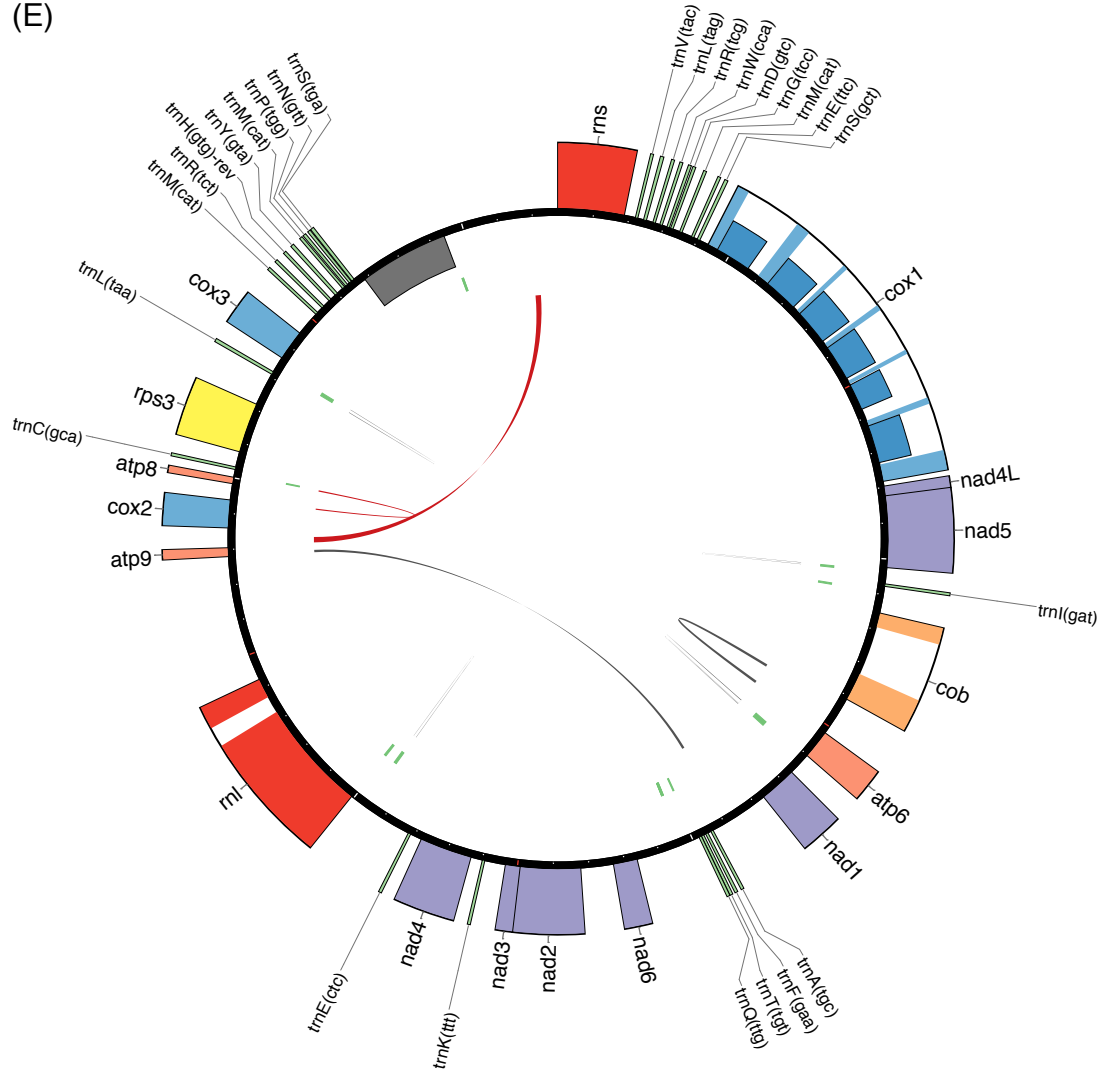 (E)
rns
trnV(tac)
trnL(tag)
trnR(tcg)
trnW(cca)
trnD(gtc)
trnG(tcc)
trnM(cat)
trnE(ttc)
trnS(gct)
cox1
nad4L
nad5
trnI(gat)
cob
atp6
nad1
trnA(tgc)
trnF(gaa)
trnT(tgt)
trnQ(ttg)
nad6
nad2
nad3
trnK(ttt)
nad4
trnE(ctc)
rnl
atp9
cox2
atp8
trnC(gca)
rps3
trnL(taa)
cox3
trnM(cat)
trnR(tct)
trnH(gtg)-rev
trnY(gta)
trnM(cat)
trnP(tgg)
trnN(gtt)
trnS(tga)